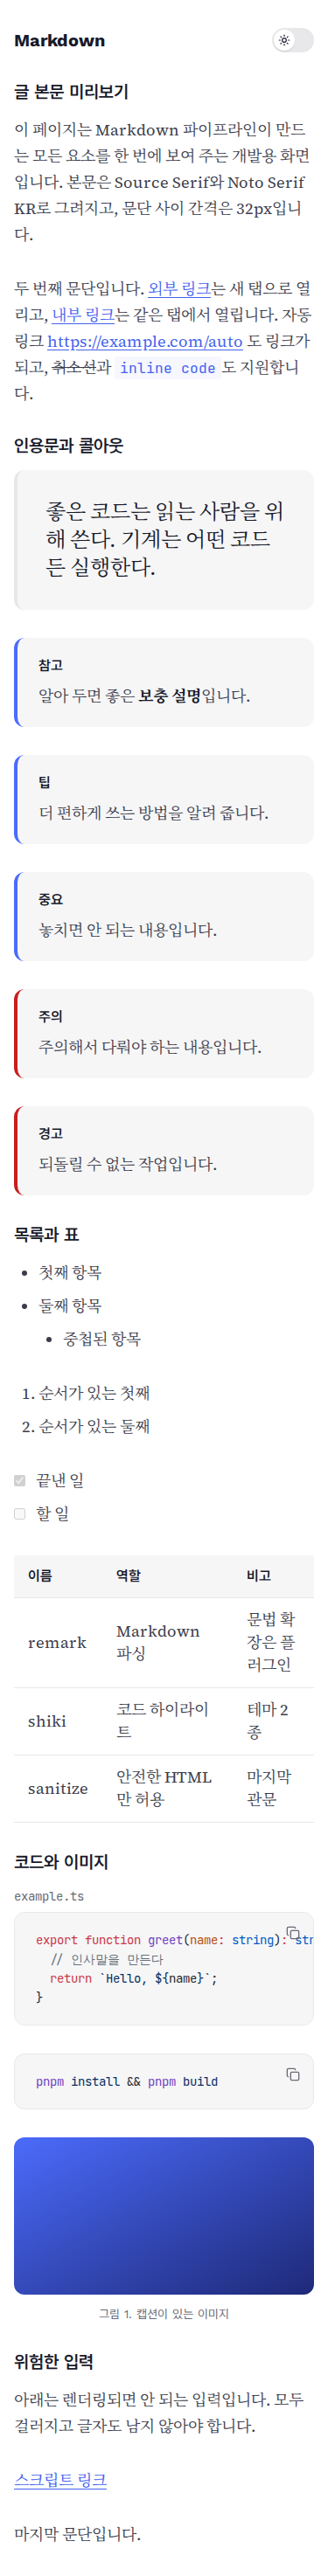 Markdown
글 본문 미리보기
이 페이지는 Markdown 파이프라인이 만드
는 모든 요소를 한 번에 보여 주는 개발용 화면
입니다. 본문은 Source Serif와 Noto Serif
KR로 그려지고, 문단 사이 간격은 32px입니
다.
두 번째 문단입니다. 외부 링크는 새 탭으로 열
리고, 내부 링크는 같은 탭에서 열립니다. 자동
링크 https://example.com/auto 도 링크가
되고, 취소선과 inline code 도 지원합니
다.
인용문과 콜아웃
좋은 코드는 읽는 사람을 위
해 쓴다. 기계는 어떤 코드
든 실행한다.
참고
알아 두면 좋은 보충 설명입니다.
팁
더 편하게 쓰는 방법을 알려 줍니다.
중요
놓치면 안 되는 내용입니다.
주의
주의해서 다뤄야 하는 내용입니다.
경고
되돌릴 수 없는 작업입니다.
목록과 표
첫째 항목
둘째 항목
중첩된 항목
1. 순서가 있는 첫째
2. 순서가 있는 둘째
끝낸 일
할 일
이름 역할 비고
remark Markdown 파싱 문법 확장은 플러그인
shiki 코드 하이라이트 테마 2종
sanitize 안전한 HTML만 허용 마지막 관문
코드와 이미지
example.ts
export function greet(name: string): str
// 인사말을 만든다
return `Hello, ${name}`;
}
pnpm install && pnpm build
그림 1. 캡션이 있는 이미지
위험한 입력
아래는 렌더링되면 안 되는 입력입니다. 모두
걸러지고 글자도 남지 않아야 합니다.
스크립트 링크
마지막 문단입니다.